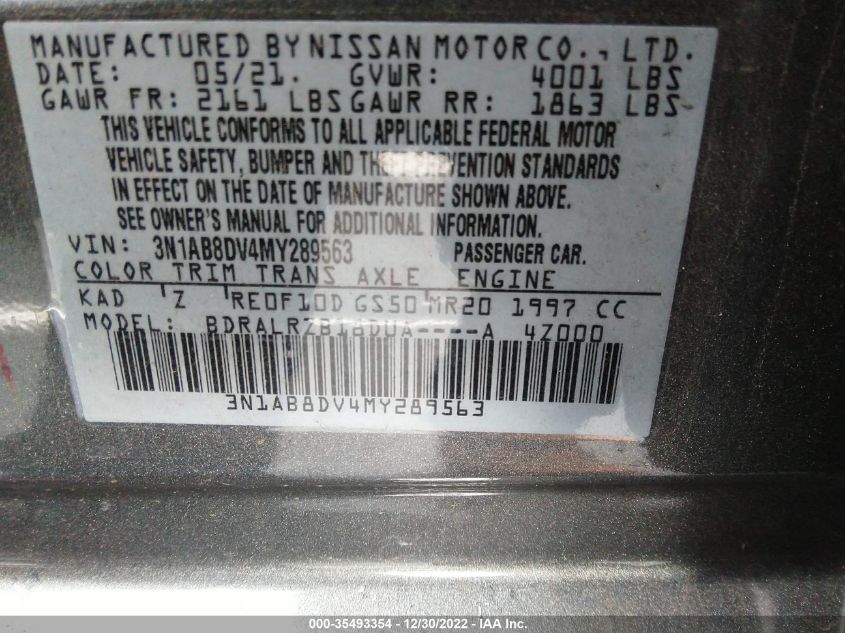 MANUFACTURED BY NISSAN MOTOR CO., LTD.
DATE: 05/21. GVWR: 4001 LBS
GAWR FR: 2161 LBS GAWR RR: 1863 LBS
THIS VEHICLE CONFORMS TO ALL APPLICABLE FEDERAL MOTOR
VEHICLE SAFETY, BUMPER AND STANDARDS
IN EFFECT ON THE DATE OF MANUFACTURE SHOWN ABOVE.
SEE OWNER'S MANUAL FOR ADDITIONAL INFORMATION.
VIN: 3N1AB8DV4MY289563 PASSENGER CAR.
COLOR TRIM TRANS AXLE ENGINE
KAD 'Z RE0F10D GS50 MR20 1997 CC
MODEL: BDRALRZB18DUA----A 4Z000
3N1AB8DV4MY289563
000-35493354 - 12/30/2022 - IAA Inc.